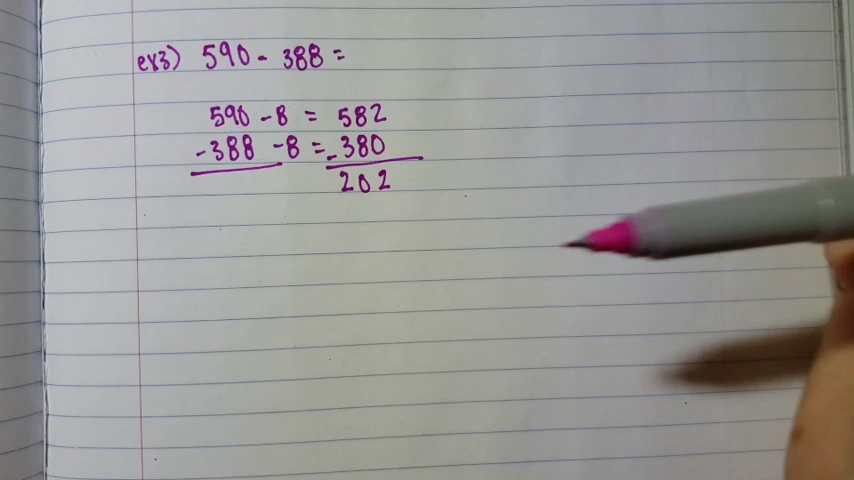 ex3) 590 - 388 =
590 - 8 = 582
- 388 - 8 = - 380
202